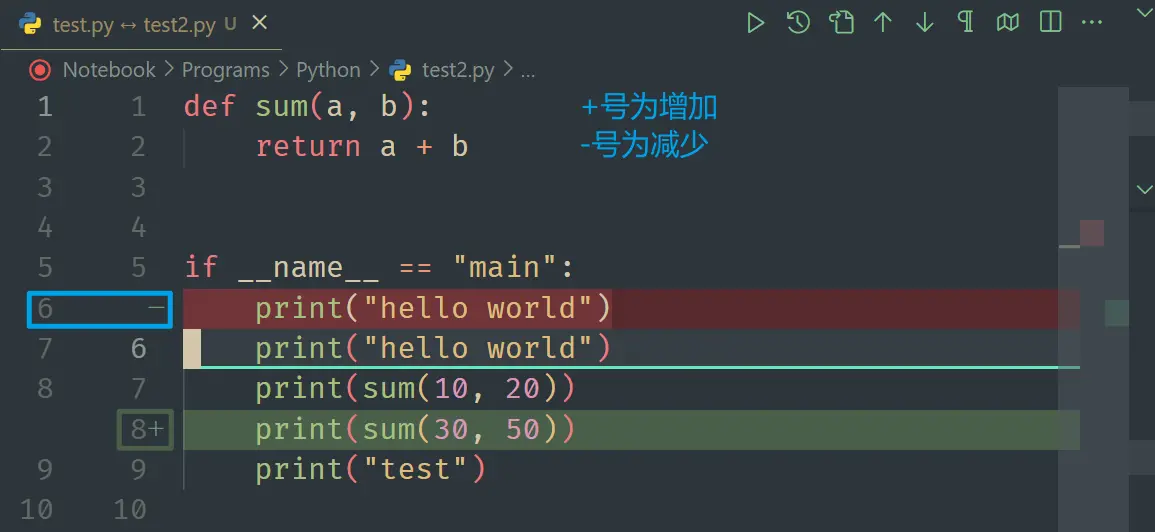 test.py ↔ test2.py U ×
Notebook > Programs > Python > test2.py > ...
1 1 def sum(a, b): +号为增加
2 2 return a + b -号为减少
3 3
4 4
5 5 if __name__ == "main":
6 - print("hello world")
7 6 print("hello world")
8 7 print(sum(10, 20))
8+ print(sum(30, 50))
9 9 print("test")
10 10